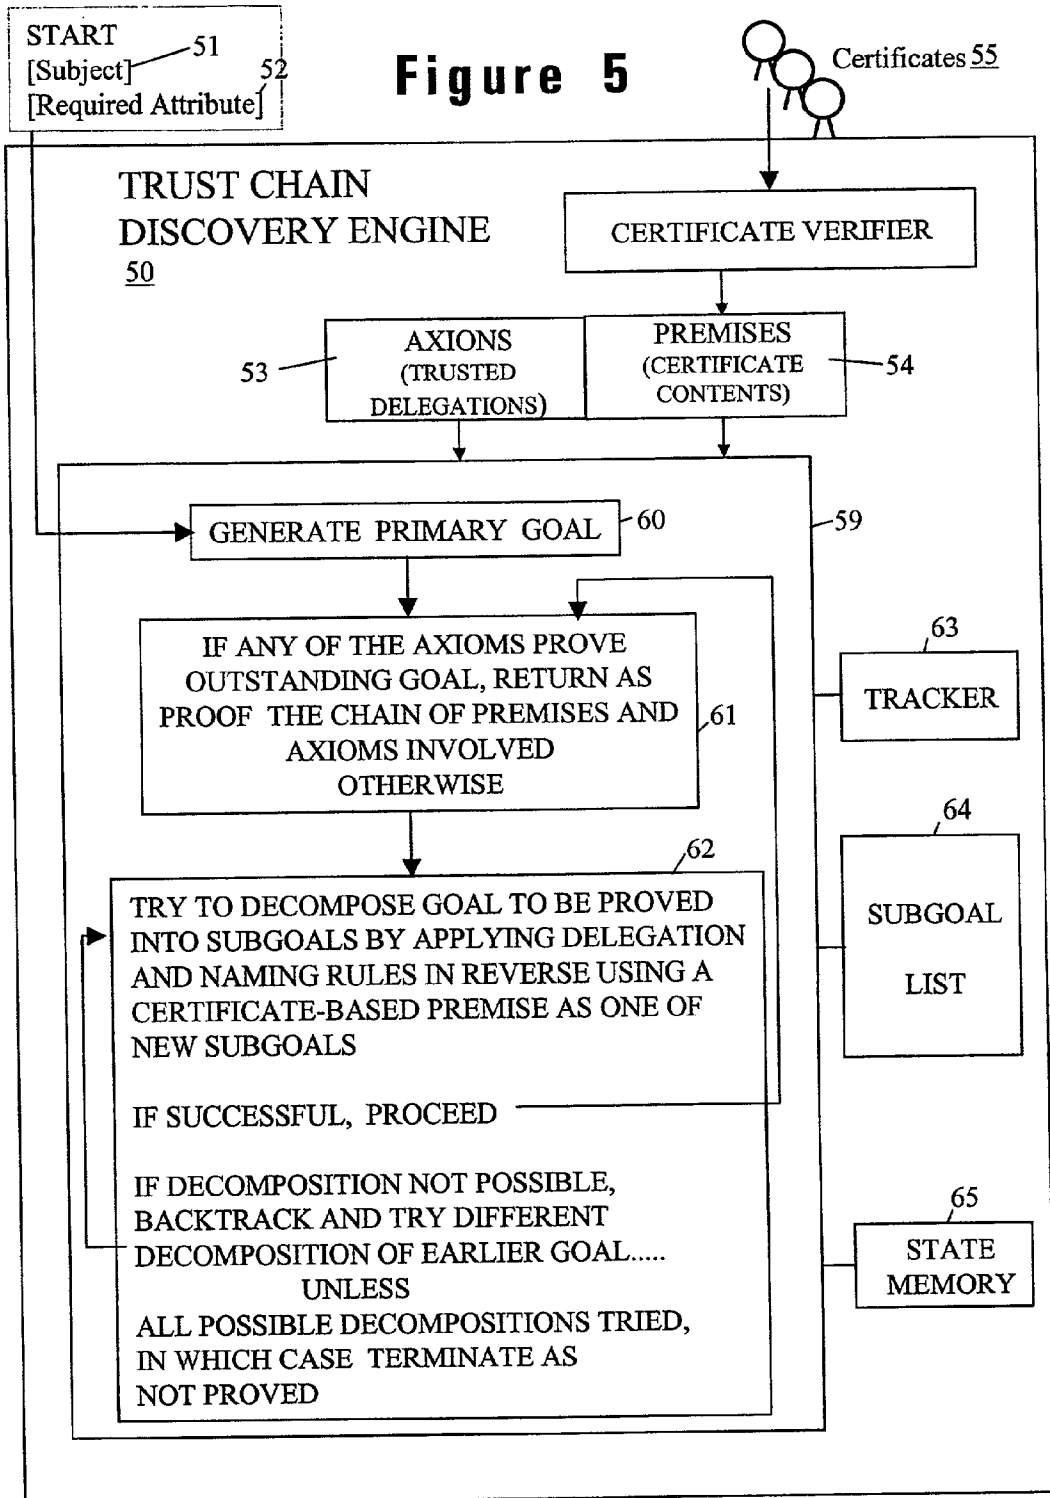 START
[Subject]
51
[Required Attribute]
52
Figure 5
Certificates 55
TRUST CHAIN
DISCOVERY ENGINE
50
CERTIFICATE VERIFIER
AXIONS
(TRUSTED
DELEGATIONS)
53
PREMISES
(CERTIFICATE
CONTENTS)
54
GENERATE PRIMARY GOAL
60
59
IF ANY OF THE AXIOMS PROVE
OUTSTANDING GOAL, RETURN AS
PROOF THE CHAIN OF PREMISES AND
AXIOMS INVOLVED
OTHERWISE
61
63
TRACKER
62
TRY TO DECOMPOSE GOAL TO BE PROVED
INTO SUBGOALS BY APPLYING DELEGATION
AND NAMING RULES IN REVERSE USING A
CERTIFICATE-BASED PREMISE AS ONE OF
NEW SUBGOALS
IF SUCCESSFUL, PROCEED
IF DECOMPOSITION NOT POSSIBLE,
BACKTRACK AND TRY DIFFERENT
DECOMPOSITION OF EARLIER GOAL.....
UNLESS
ALL POSSIBLE DECOMPOSITIONS TRIED,
IN WHICH CASE TERMINATE AS
NOT PROVED
64
SUBGOAL
LIST
65
STATE
MEMORY